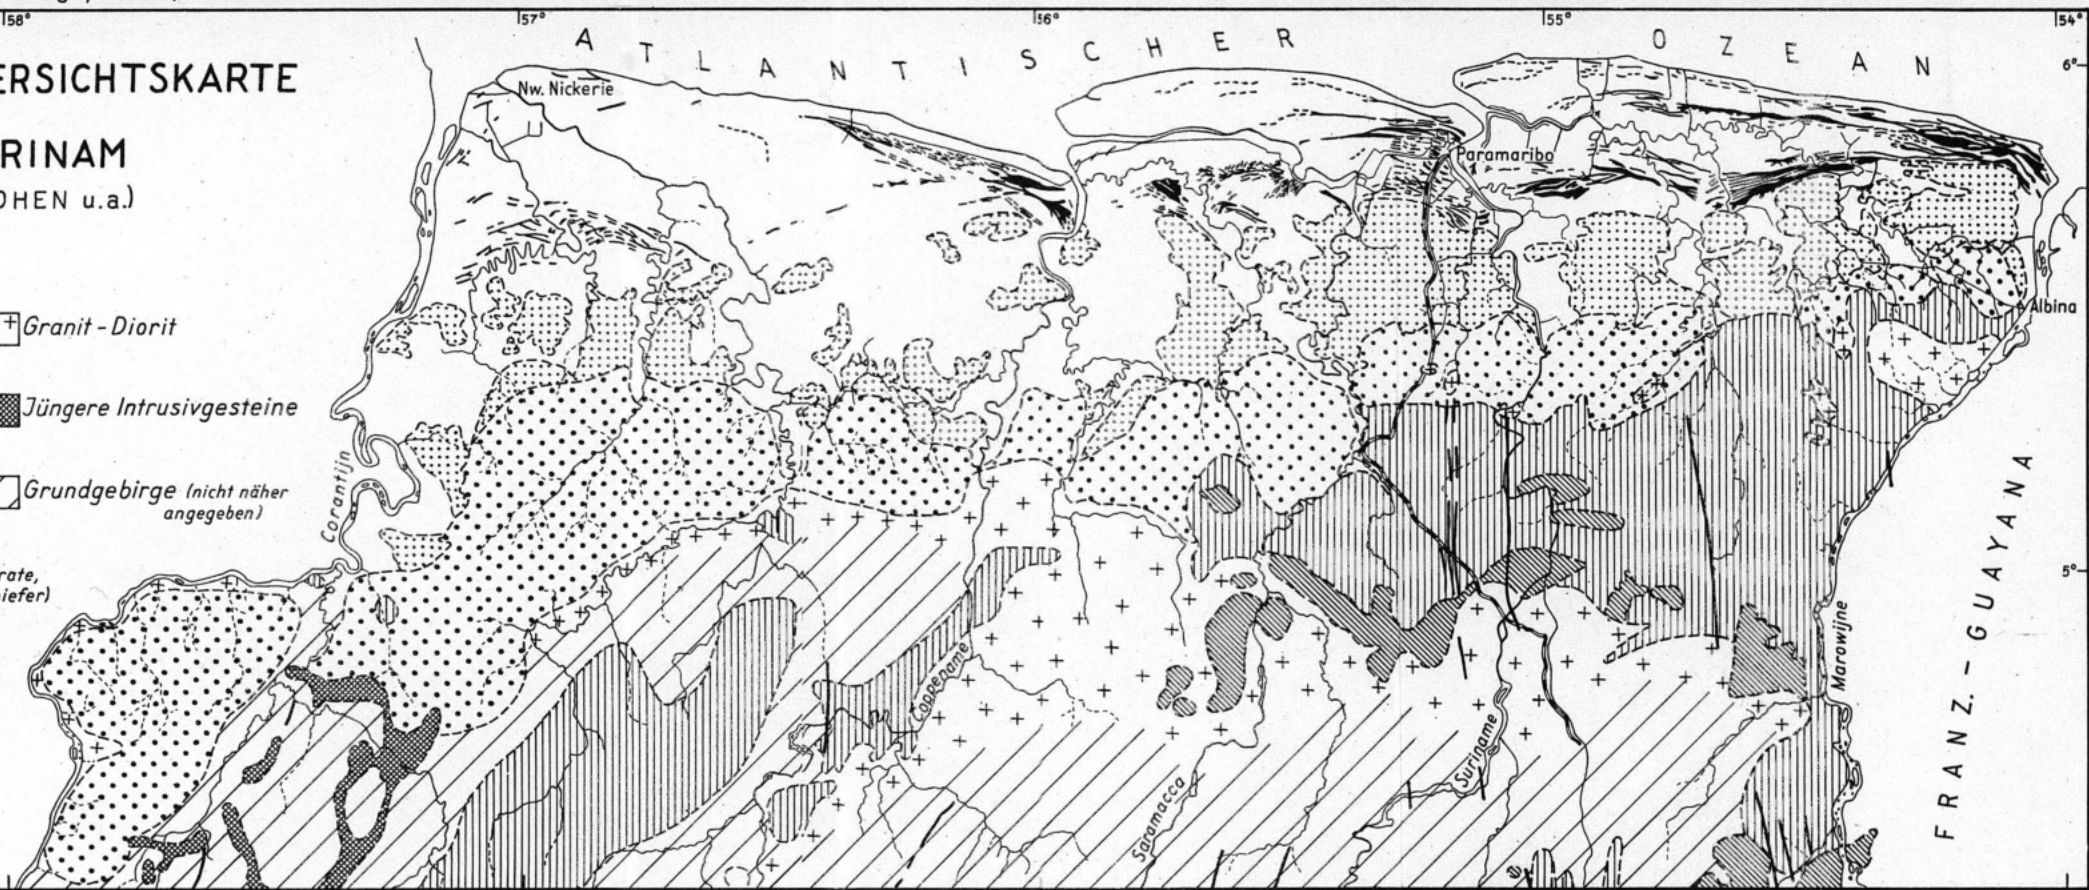 58° 57° 56° 55° 54°
ERSICHTSKARTE
RINAM
OHEN u.a.)
ATLANTISCHER OZEAN
6°
Nw. Nickerie
Paramaribo
Albina
+ Granit-Diorit
Jüngere Intrusivgesteine
Grundgebirge (nicht näher
angegeben)
rate,
iefer)
Corantijn
Coppename
Saramacca
Suriname
Marowijne
5°
FRANZ.-GUAYANA